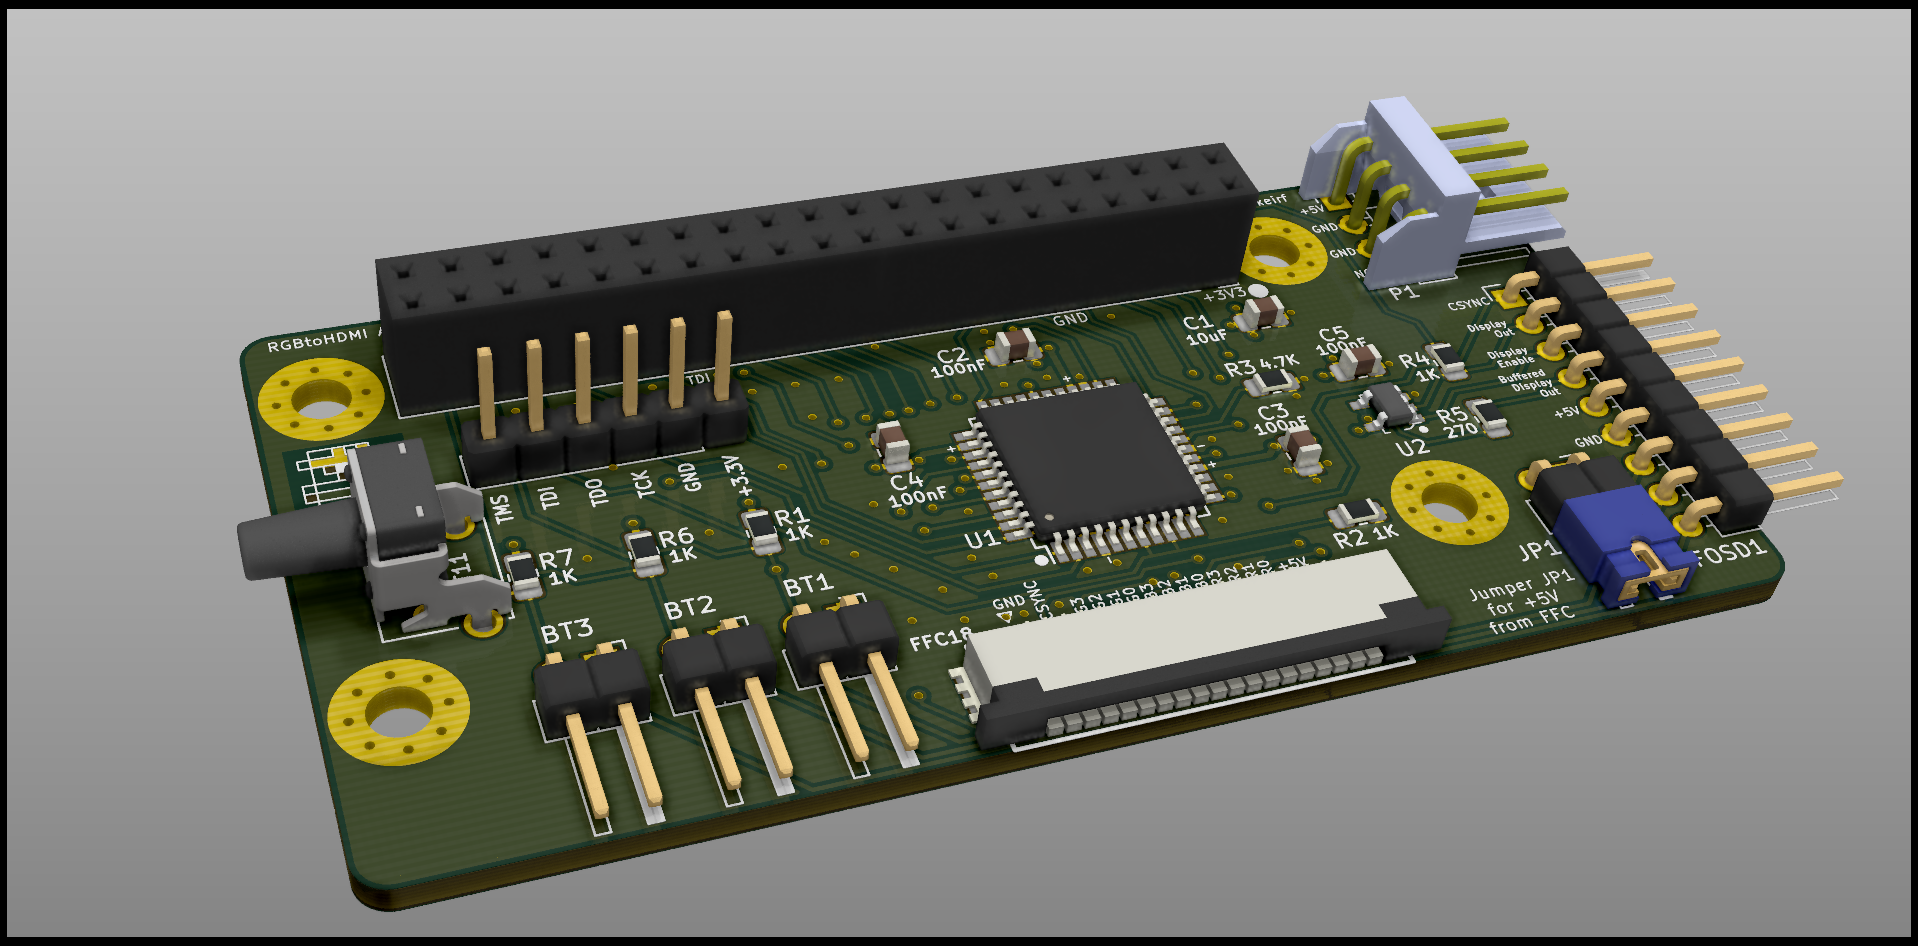 RGBtoHDMI
keirf
+5V
GND
GND
P1
CSYNC
Display
Out
Display
Enable
Buffered
Display
Out
+5V
GND
+3V3
GND
C1
10uF
C2
100nF
C5
100nF
R3 4.7K
R4
1K
C3
100nF
R5
270
U2
TDI
C4
100nF
TMS
TDI
TDO
TCK
GND
+3.3V
U1
R1
1K
R6
1K
R7
1K
R2 1K
BT1
BT2
BT3
GND
+5V
FFC18
JP1
FOSD1
Jumper JP1
for +5V
from FFC